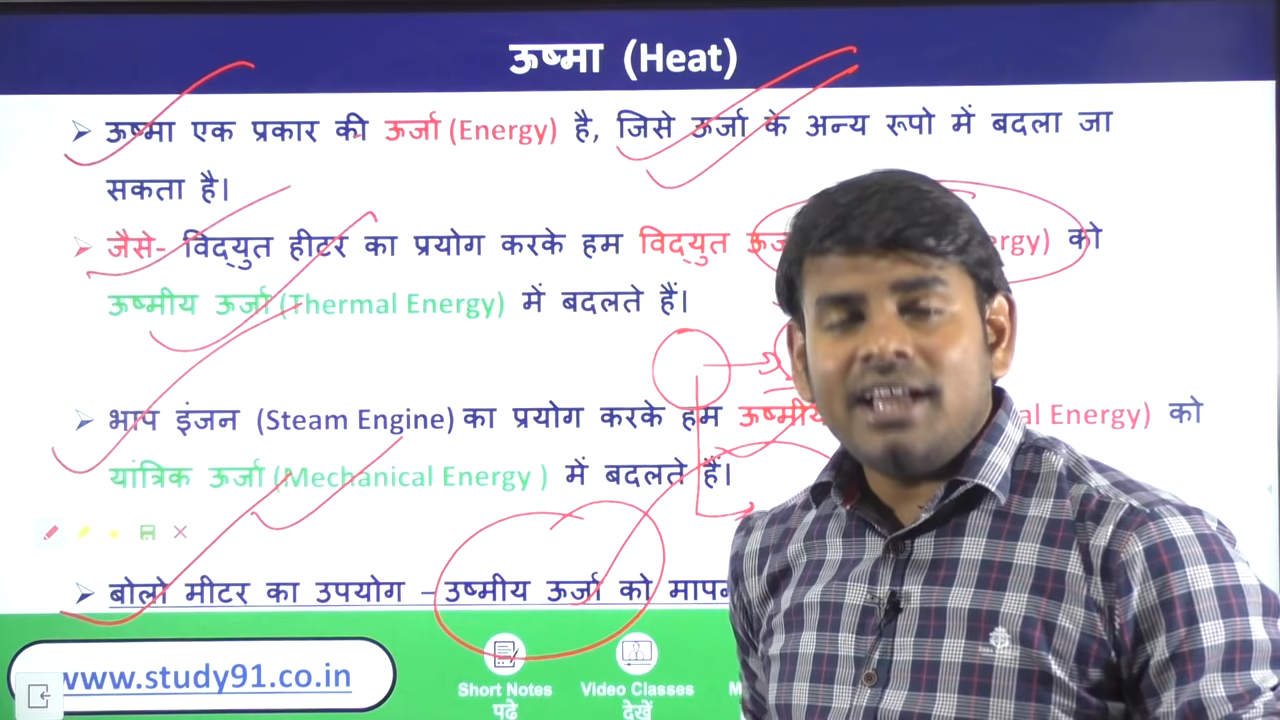 ऊष्मा (Heat)
ऊष्मा एक प्रकार की ऊर्जा (Energy) है, जिसे ऊर्जा के अन्य रूपो में बदला जा
सकता है।
जैसे- विद्युत हीटर का प्रयोग करके हम विद्युत को
ऊष्मीय ऊर्जा (Thermal Energy) में बदलते हैं।
भाप इंजन (Steam Engine) का प्रयोग करके हम ऊष्मीय Energy) को
यांत्रिक ऊर्जा (Mechanical Energy ) में बदलते हैं।
बोलो मीटर का उपयोग – उष्मीय ऊर्जा को
www.study91.co.in
Short Notes
पढ़े
Video Classes
देखें